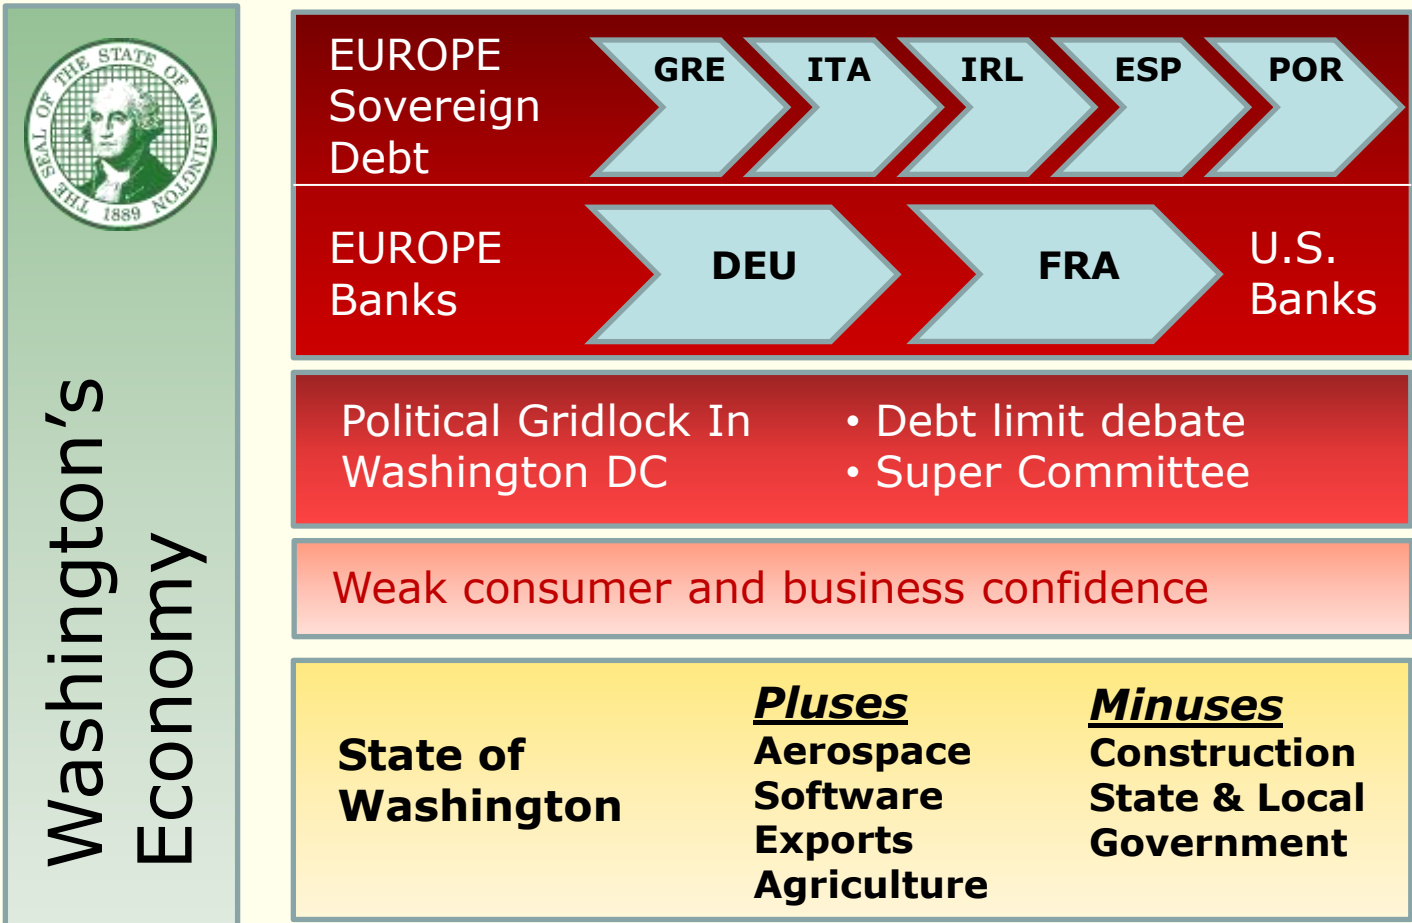 THE SEAL OF THE STATE OF WASHINGTON
1889
Washington's
Economy
EUROPE
Sovereign
Debt
GRE
ITA
IRL
ESP
POR
EUROPE
Banks
DEU
FRA
U.S.
Banks
Political Gridlock In
Washington DC
• Debt limit debate
• Super Committee
Weak consumer and business confidence
State of
Washington
Pluses
Aerospace
Software
Exports
Agriculture
Minuses
Construction
State & Local
Government